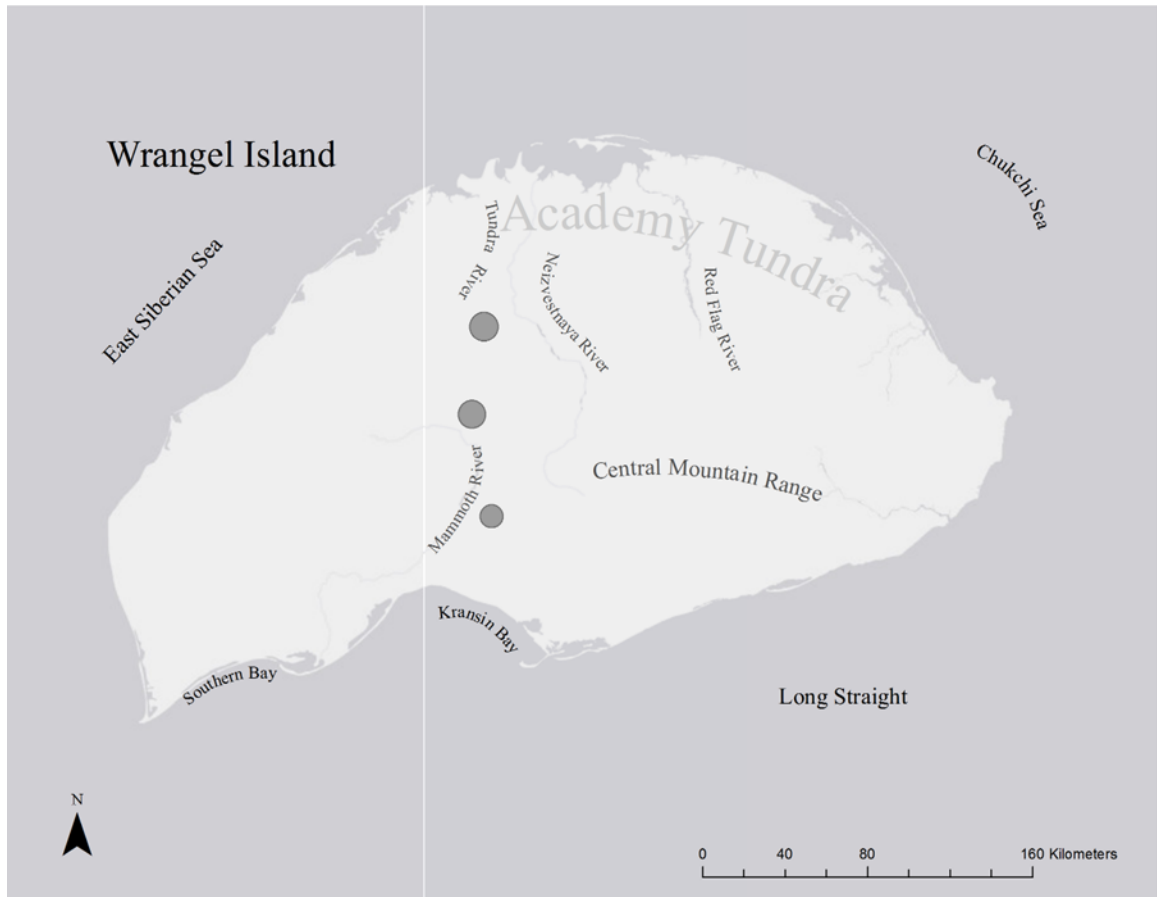 Wrangel Island
Chukchi Sea
East Siberian Sea
Academy Tundra
Tundra River
Neizvestnaya River
Red Flag River
Central Mountain Range
Mammoth River
Kransin Bay
Southern Bay
Long Straight
N
0 40 80 160 Kilometers